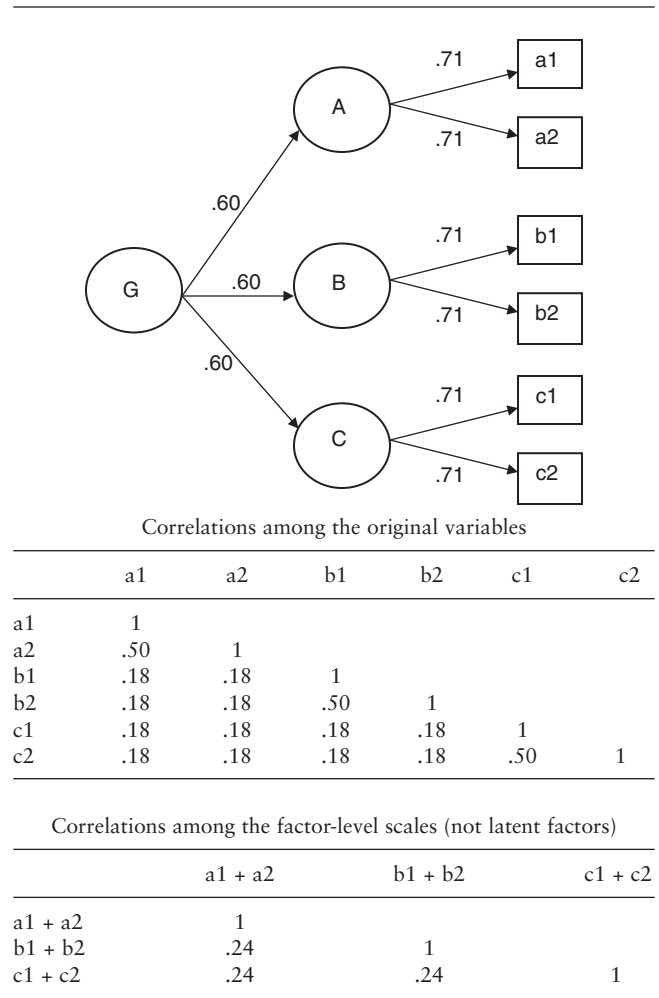 .71
a1
A
.71
a2
.60
.71
b1
G
.60
B
.71
b2
.60
.71
c1
C
.71
c2
Correlations among the original variables
a1 a2 b1 b2 c1 c2
a1 1
a2 .50 1
b1 .18 .18 1
b2 .18 .18 .50 1
c1 .18 .18 .18 .18 1
c2 .18 .18 .18 .18 .50 1
Correlations among the factor-level scales (not latent factors)
a1 + a2 b1 + b2 c1 + c2
a1 + a2 1
b1 + b2 .24 1
c1 + c2 .24 .24 1